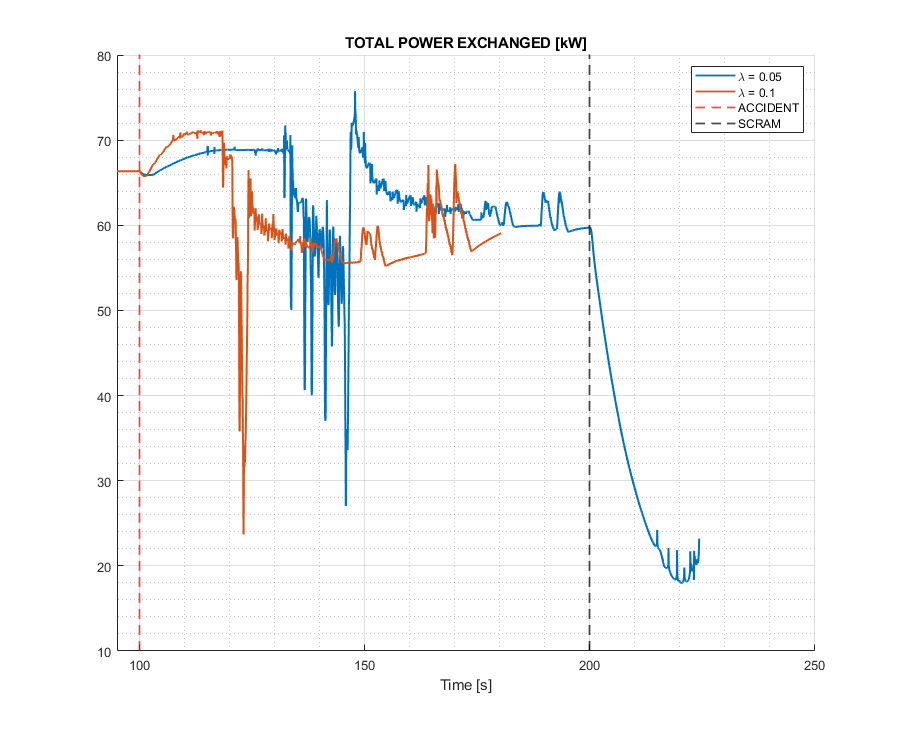 TOTAL POWER EXCHANGED [kW]
80
70
60
50
40
30
20
10
λ = 0.05
λ = 0.1
ACCIDENT
SCRAM
100 150 200 250
Time [s]